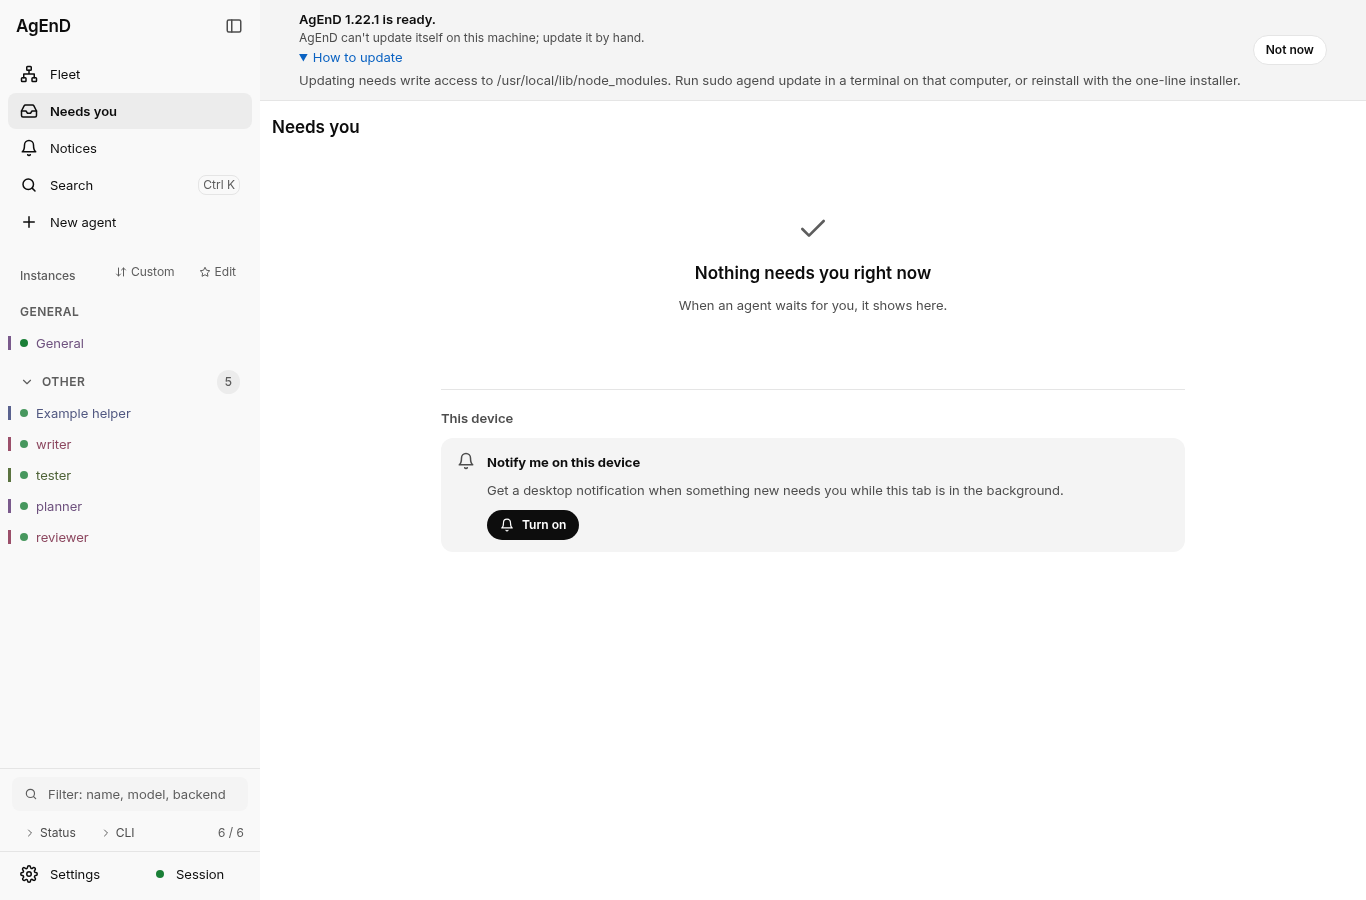 AgEnD
Fleet
Needs you
Notices
Search
Ctrl K
New agent
Instances
Custom
Edit
GENERAL
General
OTHER
5
Example helper
writer
tester
planner
reviewer
Filter: name, model, backend
Status
CLI
6 / 6
Settings
Session
AgEnD 1.22.1 is ready.
AgEnD can't update itself on this machine; update it by hand.
How to update
Updating needs write access to /usr/local/lib/node_modules. Run sudo agend update in a terminal on that computer, or reinstall with the one-line installer.
Not now
Needs you
Nothing needs you right now
When an agent waits for you, it shows here.
This device
Notify me on this device
Get a desktop notification when something new needs you while this tab is in the background.
Turn on